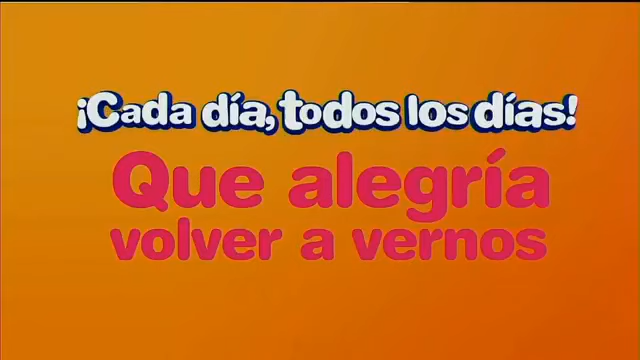 ¡Cada día, todos los días!
Que alegría
volver a vernos